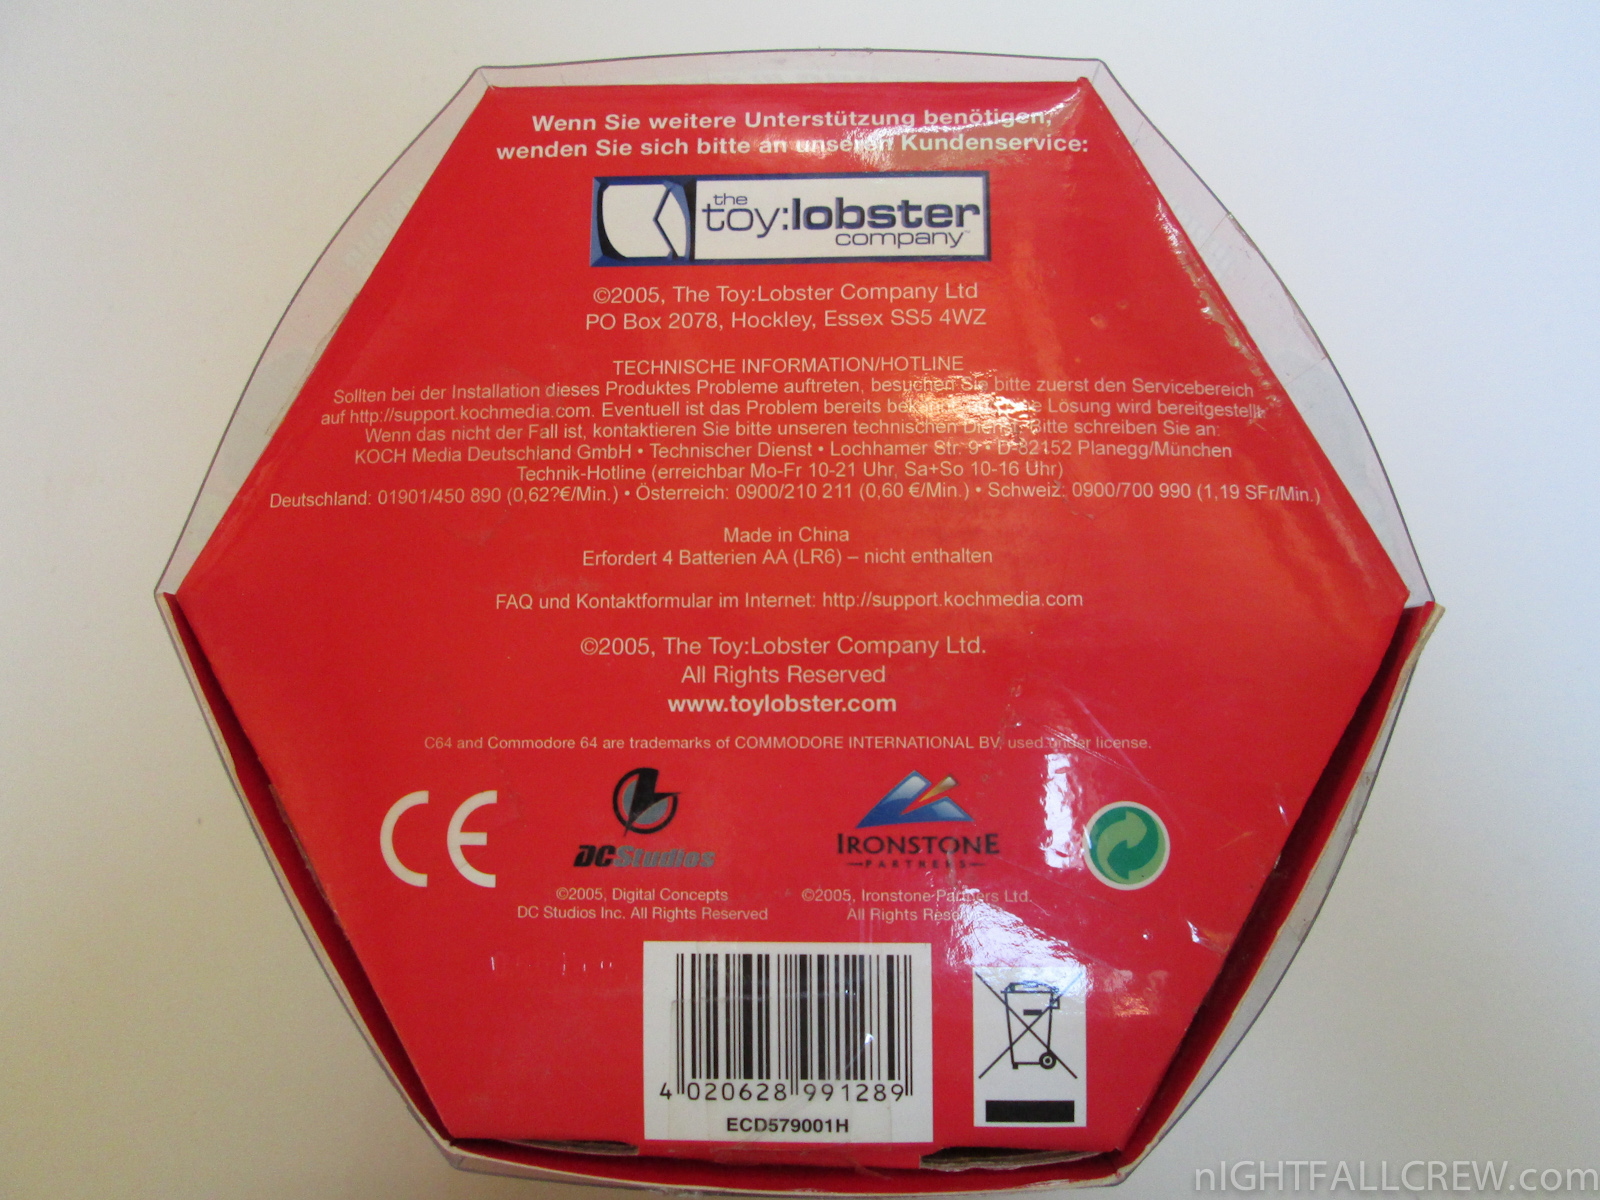 Wenn Sie weitere Unterstützung benötigen,
wenden Sie sich bitte an unseren Kundenservice:
the
toy:lobster
company™
©2005, The Toy:Lobster Company Ltd
PO Box 2078, Hockley, Essex SS5 4WZ
TECHNISCHE INFORMATION/HOTLINE
Sollten bei der Installation dieses Produktes Probleme auftreten, besuchen Sie bitte zuerst den Servicebereich
auf http://support.kochmedia.com. Eventuell ist das Problem bereits Lösung wird bereitgestellt.
Wenn das nicht der Fall ist, kontaktieren Sie bitte unseren technischen Dienst. Bitte schreiben Sie an:
KOCH Media Deutschland GmbH • Technischer Dienst • Lochhamer Str. 9 • D-82152 Planegg/München
Technik-Hotline (erreichbar Mo-Fr 10-21 Uhr, Sa+So 10-16 Uhr)
Deutschland: 01901/450 890 (0,62?€/Min.) • Österreich: 0900/210 211 (0,60 €/Min.) • Schweiz: 0900/700 990 (1,19 SFr/Min.)
Made in China
Erfordert 4 Batterien AA (LR6) – nicht enthalten
FAQ und Kontaktformular im Internet: http://support.kochmedia.com
©2005, The Toy:Lobster Company Ltd.
All Rights Reserved
www.toylobster.com
C64 and Commodore 64 are trademarks of COMMODORE INTERNATIONAL BV, used under license.
CE
DC Studios
IRONSTONE
PARTNERS
©2005, Digital Concepts
DC Studios Inc. All Rights Reserved
©2005, Ironstone Partners Ltd.
All Rights Reserved
4 020628 991289
ECD579001H
nIGHTFALLCREW.com